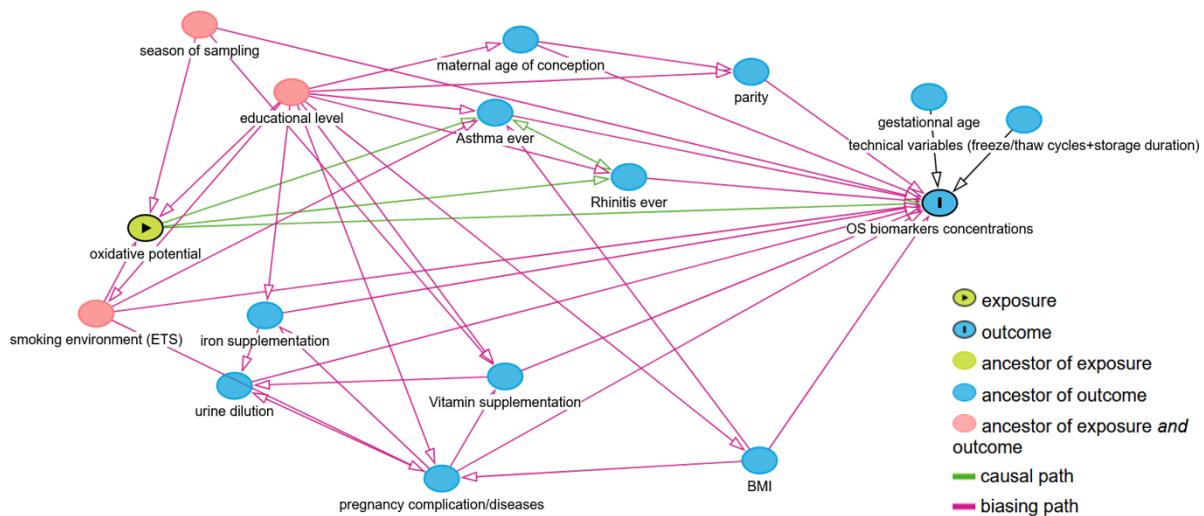 season of sampling
maternal age of conception
parity
educational level
Asthma ever
gestationnal age
technical variables (freeze/thaw cycles+storage duration)
Rhinitis ever
OS biomarkers concentrations
oxidative potential
smoking environment (ETS)
iron supplementation
urine dilution
Vitamin supplementation
pregnancy complication/diseases
BMI
exposure
outcome
ancestor of exposure
ancestor of outcome
ancestor of exposure and
outcome
causal path
biasing path